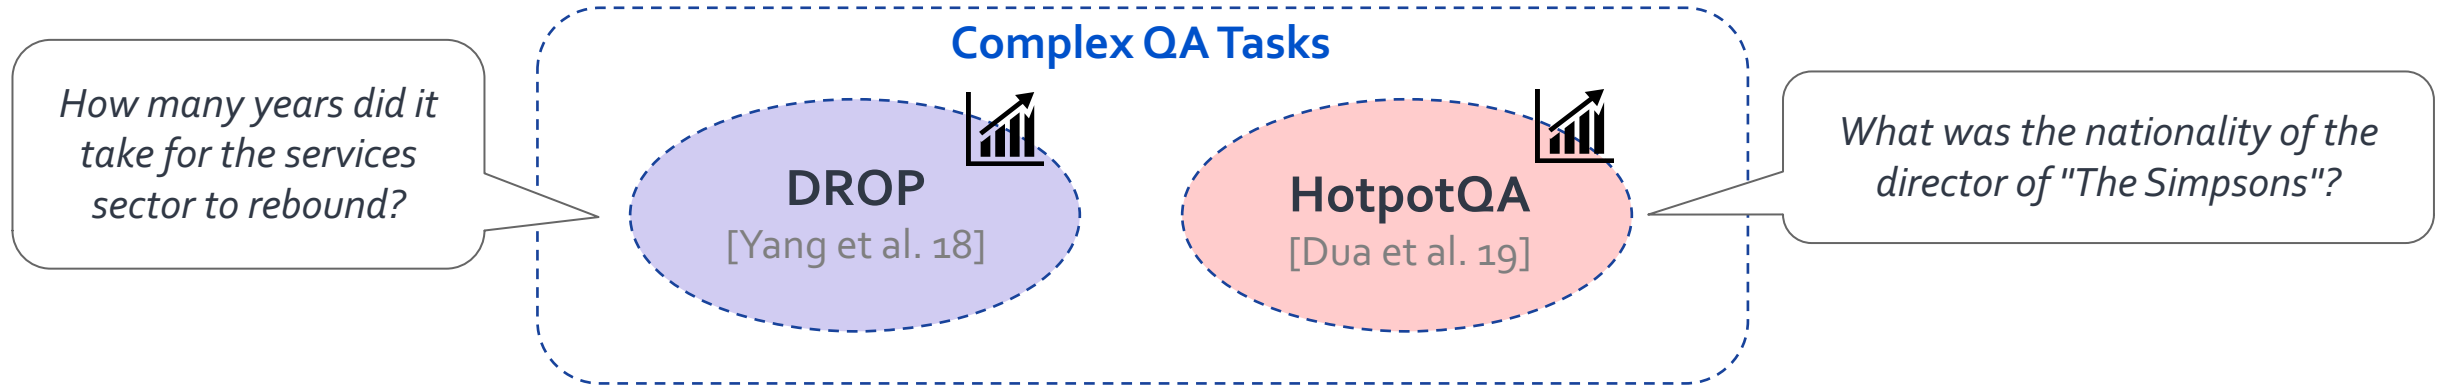 Complex QA Tasks
How many years did it
take for the services
sector to rebound?
DROP
[Yang et al. 18]
HotpotQA
[Dua et al. 19]
What was the nationality of the
director of "The Simpsons"?